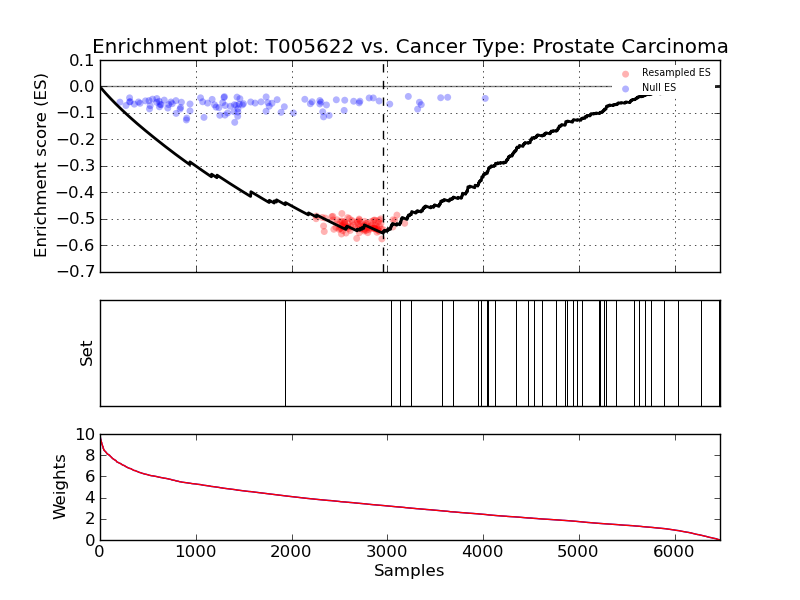 Enrichment plot: T005622 vs. Cancer Type: Prostate Carcinoma
Enrichment score (ES)
0.1
0.0
−0.1
−0.2
−0.3
−0.4
−0.5
−0.6
−0.7
Resampled ES
Null ES
Set
Weights
10
8
6
4
2
0
0 1000 2000 3000 4000 5000 6000
Samples